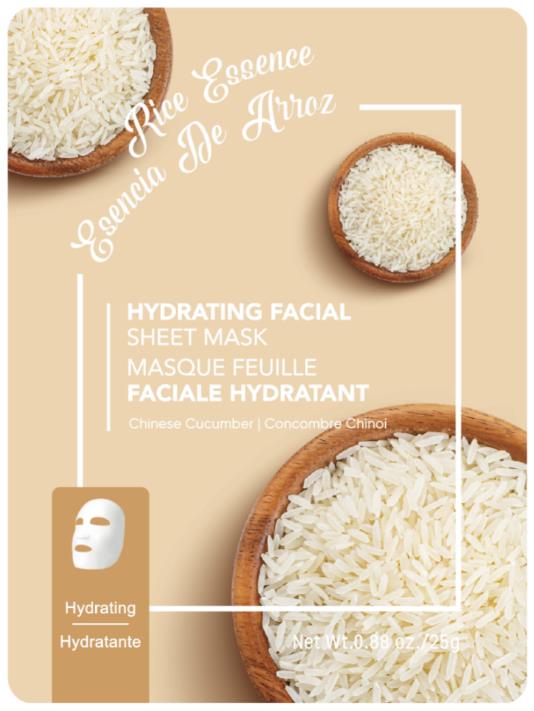 Rice Essence
Esencia De Arroz
HYDRATING FACIAL
SHEET MASK
MASQUE FEUILLE
FACIALE HYDRATANT
Chinese Cucumber | Concombre Chinoi
Hydrating
Hydratante
Net Wt.0.88 oz./25g